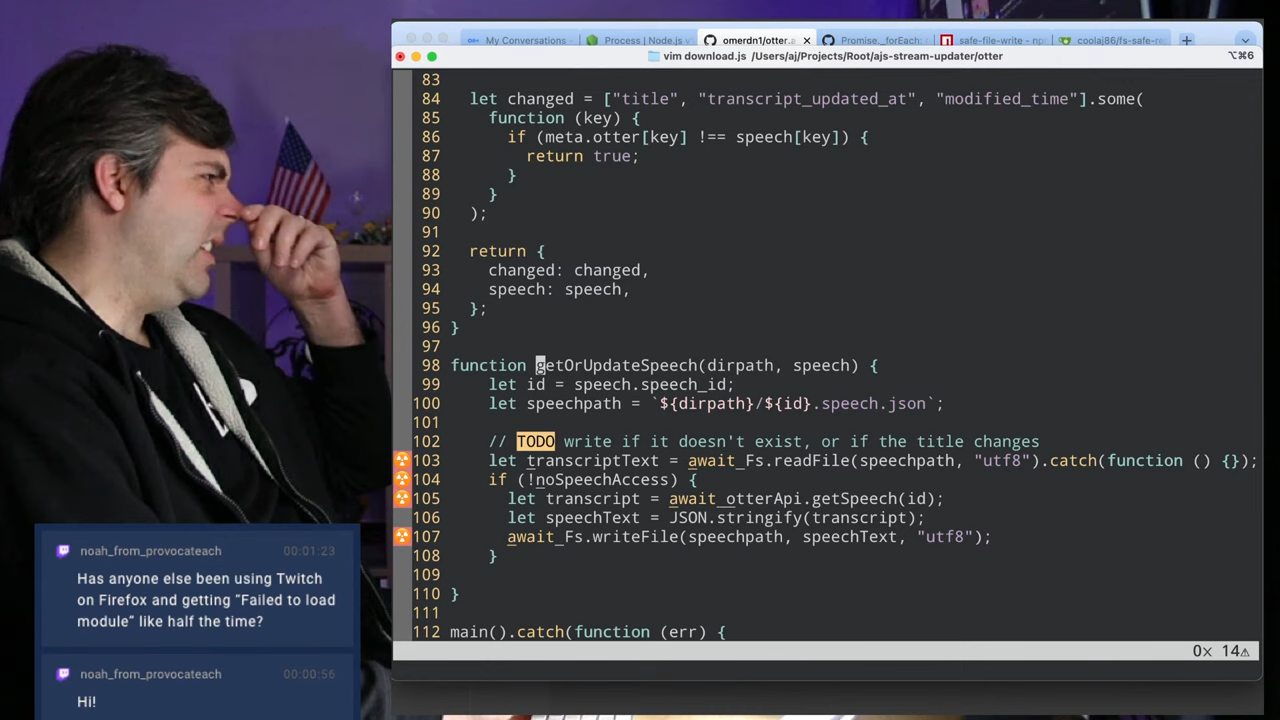 My Conversations
Process | Node.js v
omerdn1/otter.
Promise._forEach:
safe-file-write - npm
coolaj86/fs-safe-re
vim download.js /Users/aj/Projects/Root/ajs-stream-updater/otter
⌥⌘6
83
84 let changed = ["title", "transcript_updated_at", "modified_time"].some(
85 function (key) {
86 if (meta.otter[key] !== speech[key]) {
87 return true;
88 }
89 }
90 );
91
92 return {
93 changed: changed,
94 speech: speech,
95 };
96 }
97
98 function getOrUpdateSpeech(dirpath, speech) {
99 let id = speech.speech_id;
100 let speechpath = `${dirpath}/${id}.speech.json`;
101
102 // TODO write if it doesn't exist, or if the title changes
103 let transcriptText = await Fs.readFile(speechpath, "utf8").catch(function () {});
104 if (!noSpeechAccess) {
105 let transcript = await otterApi.getSpeech(id);
106 let speechText = JSON.stringify(transcript);
107 await Fs.writeFile(speechpath, speechText, "utf8");
108 }
109
110 }
111
112 main().catch(function (err) {
0× 14⚠
noah_from_provocateach 00:01:23
Has anyone else been using Twitch
on Firefox and getting “Failed to load
module” like half the time?
noah_from_provocateach 00:00:56
Hi!